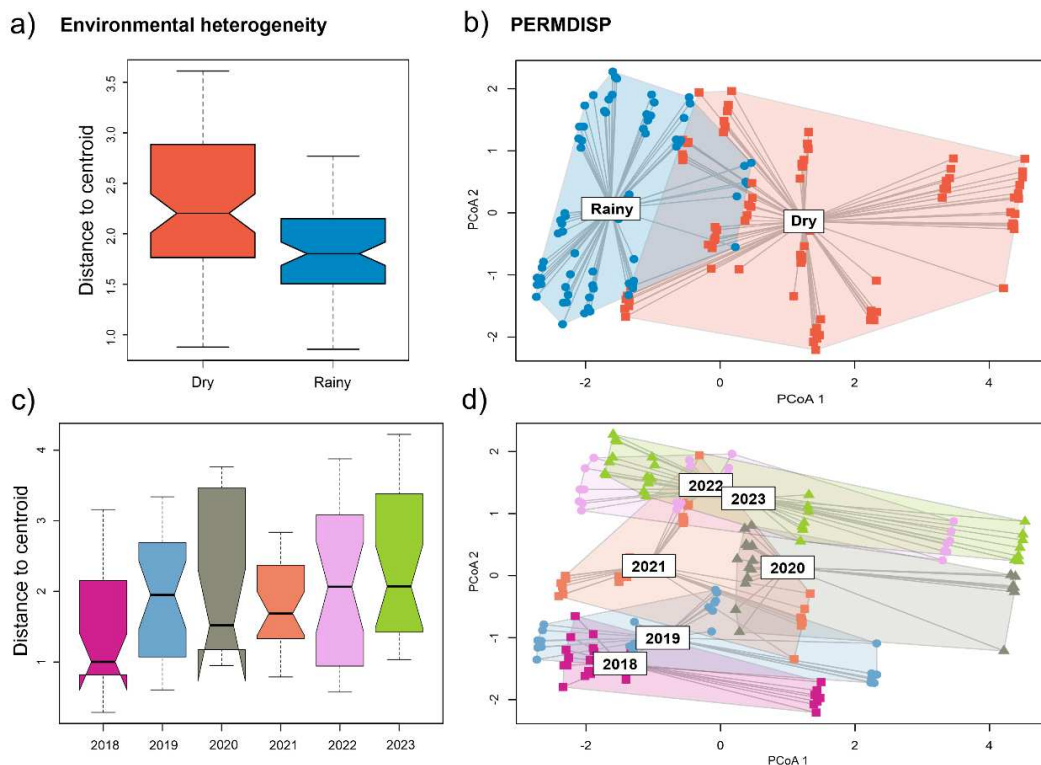 a) Environmental heterogeneity
b) PERMDISP
Distance to centroid
3.5
3.0
2.5
2.0
1.5
1.0
Dry
Rainy
PCoA 2
2
1
0
-1
-2
Rainy
Dry
-2
0
2
4
PCoA 1
c)
d)
Distance to centroid
4
3
2
1
2018
2019
2020
2021
2022
2023
PCoA 2
2
1
0
-1
-2
2022
2023
2021
2020
2019
2018
-2
0
2
4
PCoA 1